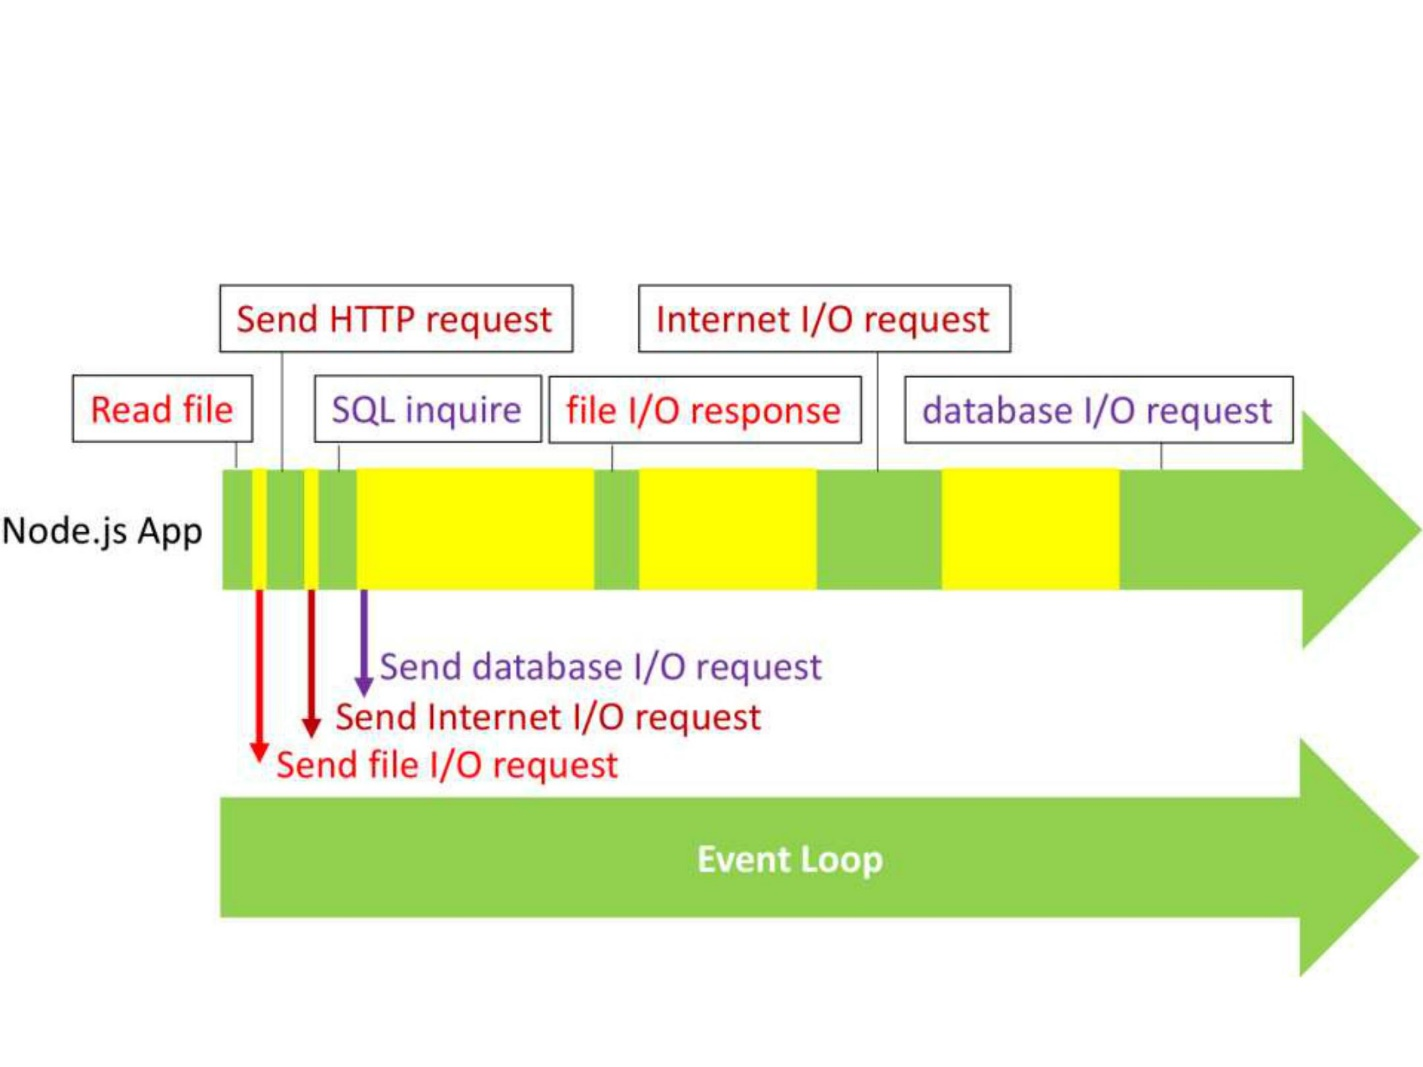 Send HTTP request
Internet I/O request
Read file
SQL inquire
file I/O response
database I/O request
Node.js App
Send database I/O request
Send Internet I/O request
Send file I/O request
Event Loop